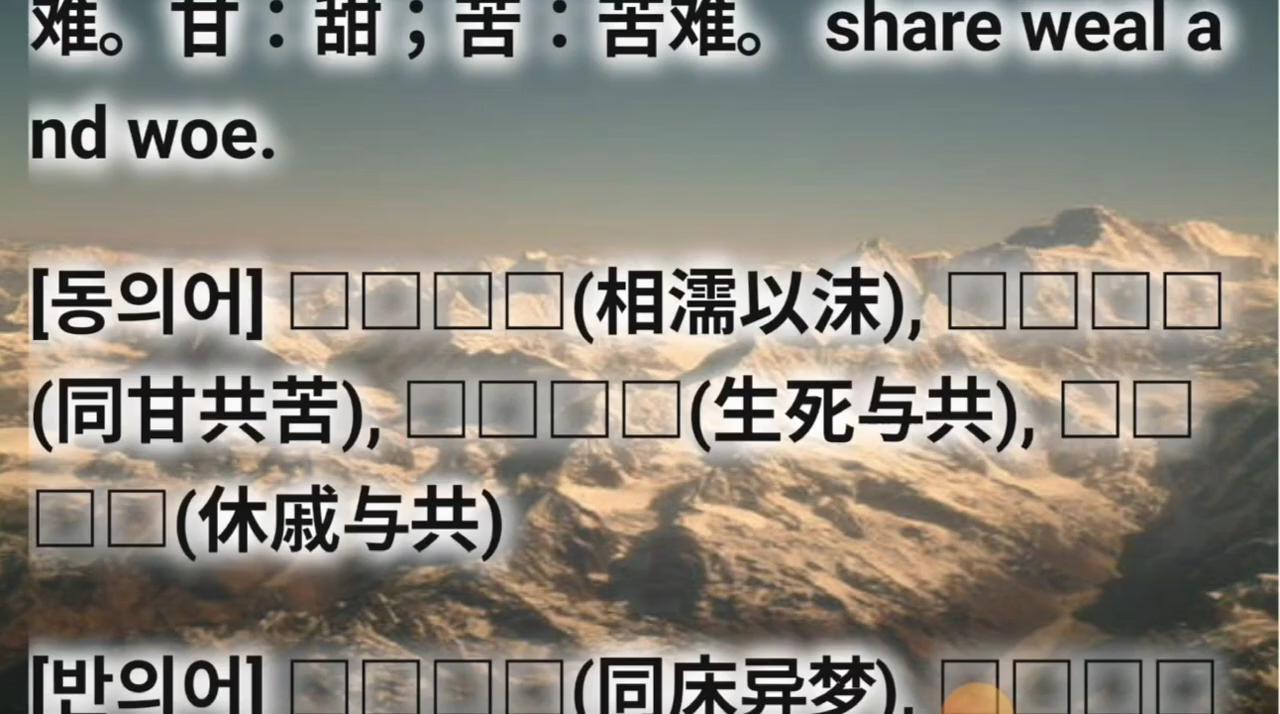 难。甘：甜；苦：苦难。 share weal a
nd woe.
[동의어] □□□□(相濡以沫), □□□□
(同甘共苦), □□□□(生死与共), □□
□□(休戚与共)
[반의어] □□□□(同床异梦), □□□□